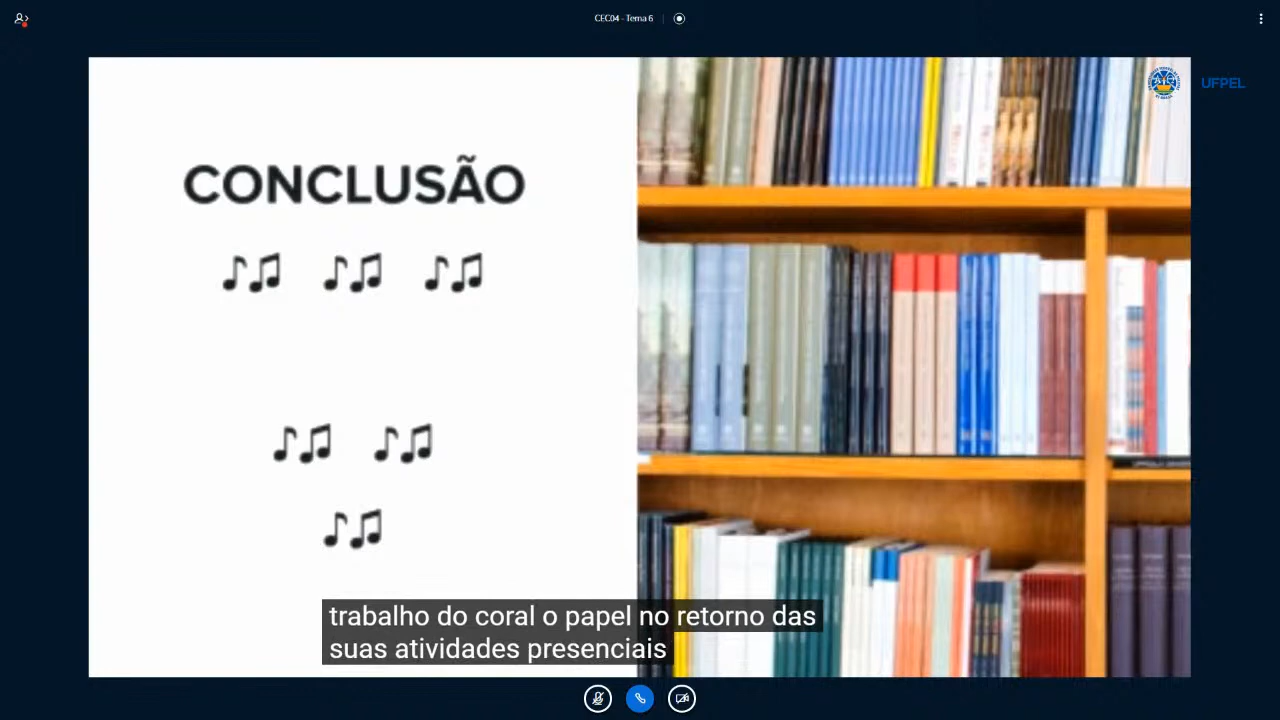 CEC04 - Tema 6
UFPEL
CONCLUSÃO
trabalho do coral o papel no retorno das
suas atividades presenciais